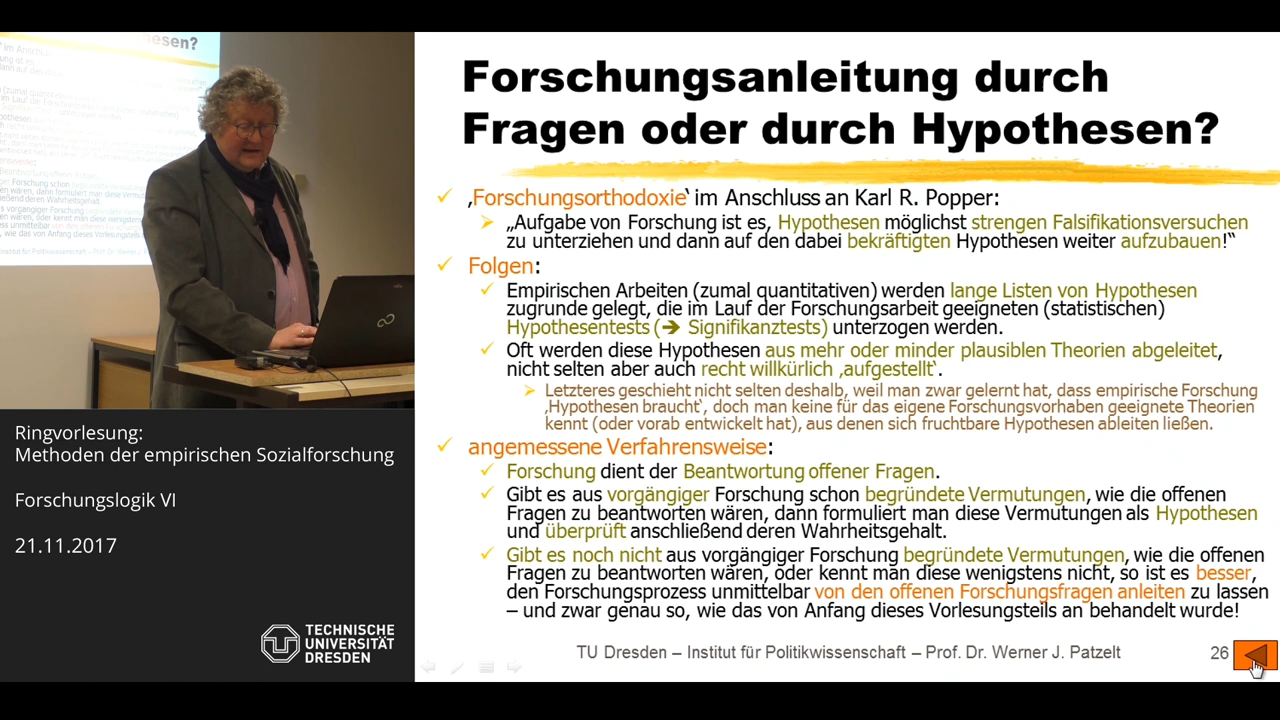 Forschungsanleitung durch
Fragen oder durch Hypothesen?
‚Forschungsorthodoxie‘ im Anschluss an Karl R. Popper:
„Aufgabe von Forschung ist es, Hypothesen möglichst strengen Falsifikationsversuchen
zu unterziehen und dann auf den dabei bekräftigten Hypothesen weiter aufzubauen!“
Folgen:
Empirischen Arbeiten (zumal quantitativen) werden lange Listen von Hypothesen
zugrunde gelegt, die im Lauf der Forschungsarbeit geeigneten (statistischen)
Hypothesentests (➔ Signifikanztests) unterzogen werden.
Oft werden diese Hypothesen aus mehr oder minder plausiblen Theorien abgeleitet,
nicht selten aber auch recht willkürlich ‚aufgestellt‘.
Letzteres geschieht nicht selten deshalb, weil man zwar gelernt hat, dass empirische Forschung
‚Hypothesen braucht‘, doch man keine für das eigene Forschungsvorhaben geeignete Theorien
kennt (oder vorab entwickelt hat), aus denen sich fruchtbare Hypothesen ableiten ließen.
angemessene Verfahrensweise:
Forschung dient der Beantwortung offener Fragen.
Gibt es aus vorgängiger Forschung schon begründete Vermutungen, wie die offenen
Fragen zu beantworten wären, dann formuliert man diese Vermutungen als Hypothesen
und überprüft anschließend deren Wahrheitsgehalt.
Gibt es noch nicht aus vorgängiger Forschung begründete Vermutungen, wie die offenen
Fragen zu beantworten wären, oder kennt man diese wenigstens nicht, so ist es besser,
den Forschungsprozess unmittelbar von den offenen Forschungsfragen anleiten zu lassen
– und zwar genau so, wie das von Anfang dieses Vorlesungsteils an behandelt wurde!
TU Dresden – Institut für Politikwissenschaft – Prof. Dr. Werner J. Patzelt
26
Ringvorlesung:
Methoden der empirischen Sozialforschung
Forschungslogik VI
21.11.2017
TECHNISCHE
UNIVERSITÄT
DRESDEN